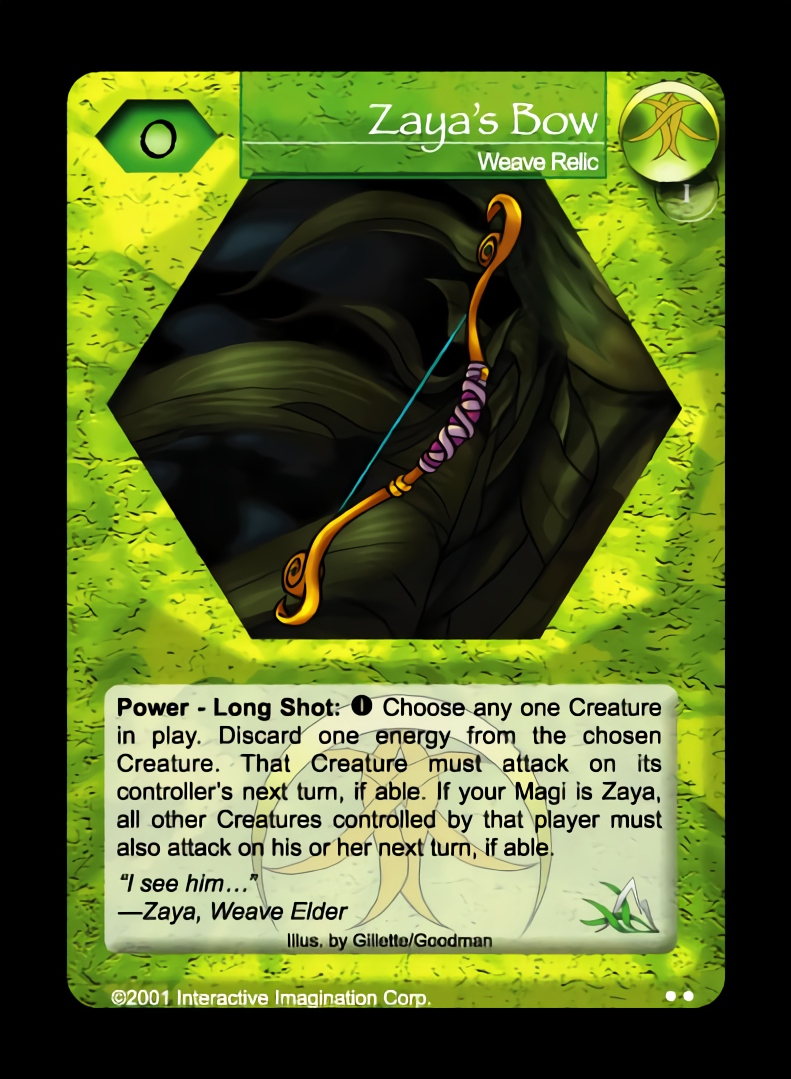 0
Zaya's Bow
Weave Relic
I
Power - Long Shot: 1 Choose any one Creature
in play. Discard one energy from the chosen
Creature. That Creature must attack on its
controller's next turn, if able. If your Magi is Zaya,
all other Creatures controlled by that player must
also attack on his or her next turn, if able.
“I see him…”
—Zaya, Weave Elder
Illus. by Gillette/Goodman
©2001 Interactive Imagination Corp.